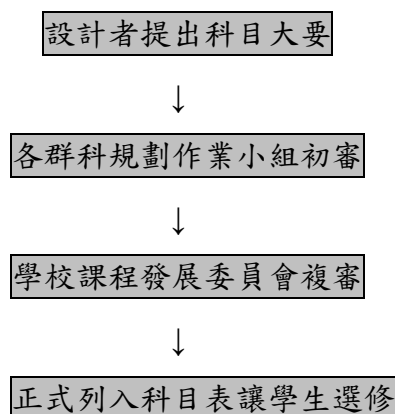 設計者提出科目大要
↓
各群科規劃作業小組初審
↓
學校課程發展委員會複審
↓
正式列入科目表讓學生選修